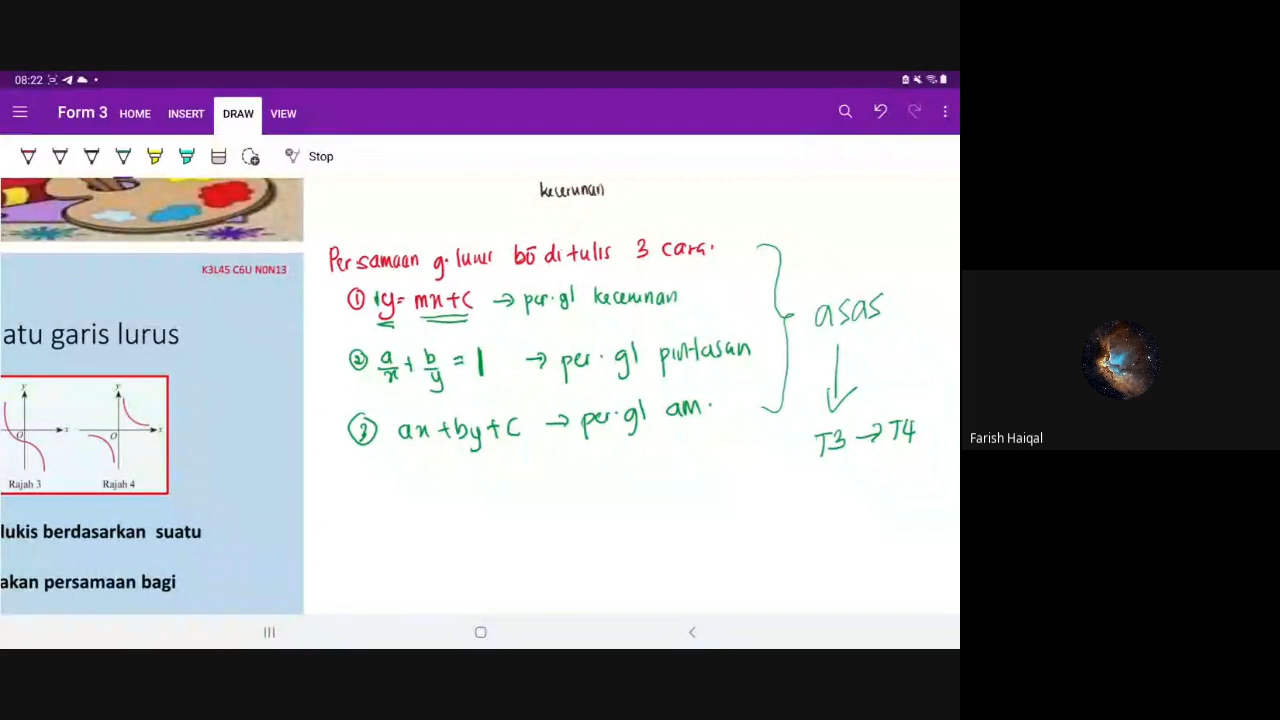 08:22
Form 3 HOME INSERT DRAW VIEW
Stop
kecerunan
K3L45 C6U N0N13
atu garis lurus
y y
O x O x
Rajah 3 Rajah 4
lukis berdasarkan suatu
akan persamaan bagi
Persamaan g. lurus bō ditulis 3 cara.
① y = mx+c → per.gl kecerunan
② a/x + b/y = 1 → per.gl pintasan
③ ax+by+c → per.gl am.
asas
T3 → T4
Farish Haiqal